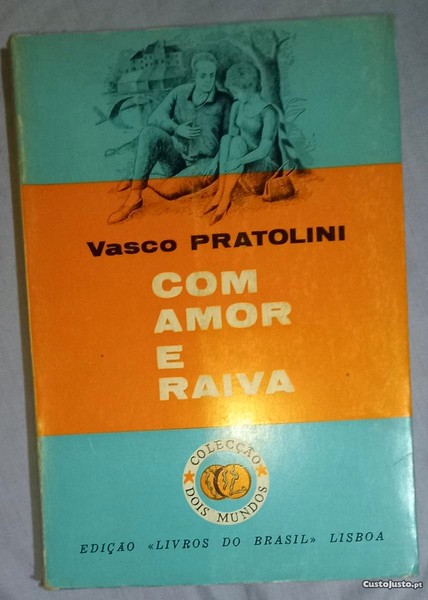 Vasco PRATOLINI
COM
AMOR
E
RAIVA
COLECÇÃO
DOIS MUNDOS
EDIÇÃO «LIVROS DO BRASIL» LISBOA
CustoJusto.pt